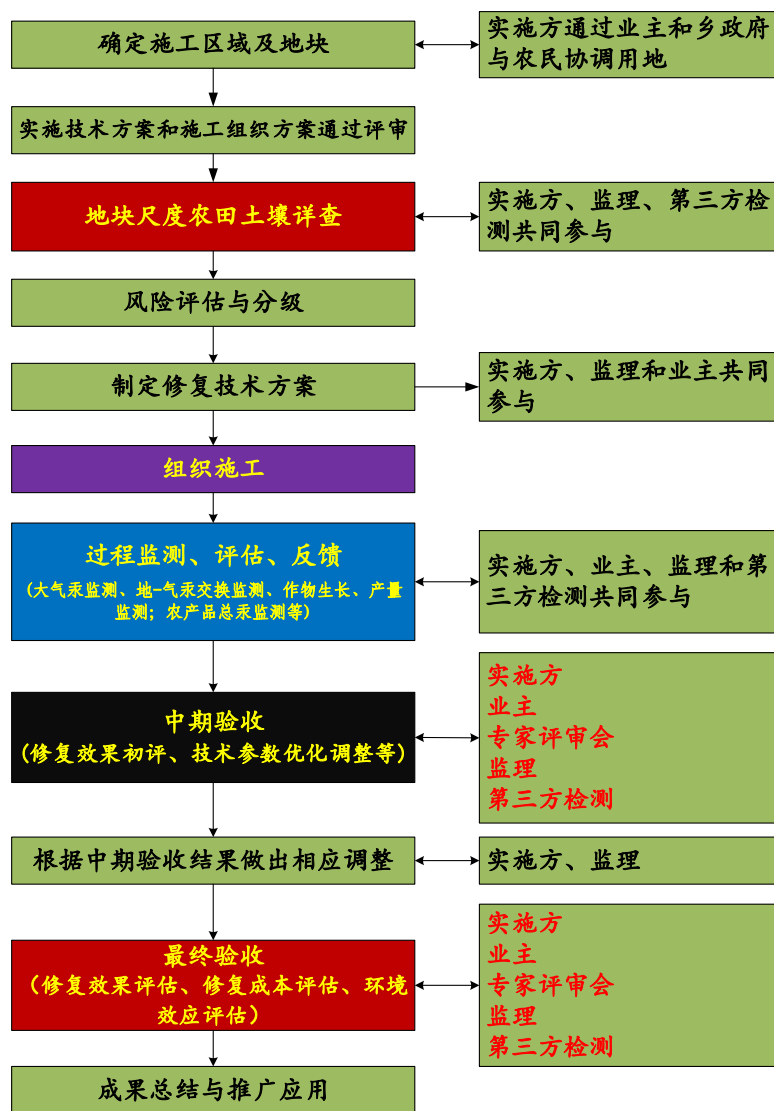 确定施工区域及地块
实施方通过业主和乡政府
与农民协调用地
实施技术方案和施工组织方案通过评审
地块尺度农田土壤详查
实施方、监理、第三方检
测共同参与
风险评估与分级
制定修复技术方案
实施方、监理和业主共同
参与
组织施工
过程监测、评估、反馈
(大气汞监测、地-气汞交换监测、作物生长、产量
监测；农产品总汞监测等)
实施方、业主、监理和第
三方检测共同参与
中期验收
(修复效果初评、技术参数优化调整等)
实施方
业主
专家评审会
监理
第三方检测
根据中期验收结果做出相应调整
实施方、监理
最终验收
（修复效果评估、修复成本评估、环境
效应评估）
实施方
业主
专家评审会
监理
第三方检测
成果总结与推广应用